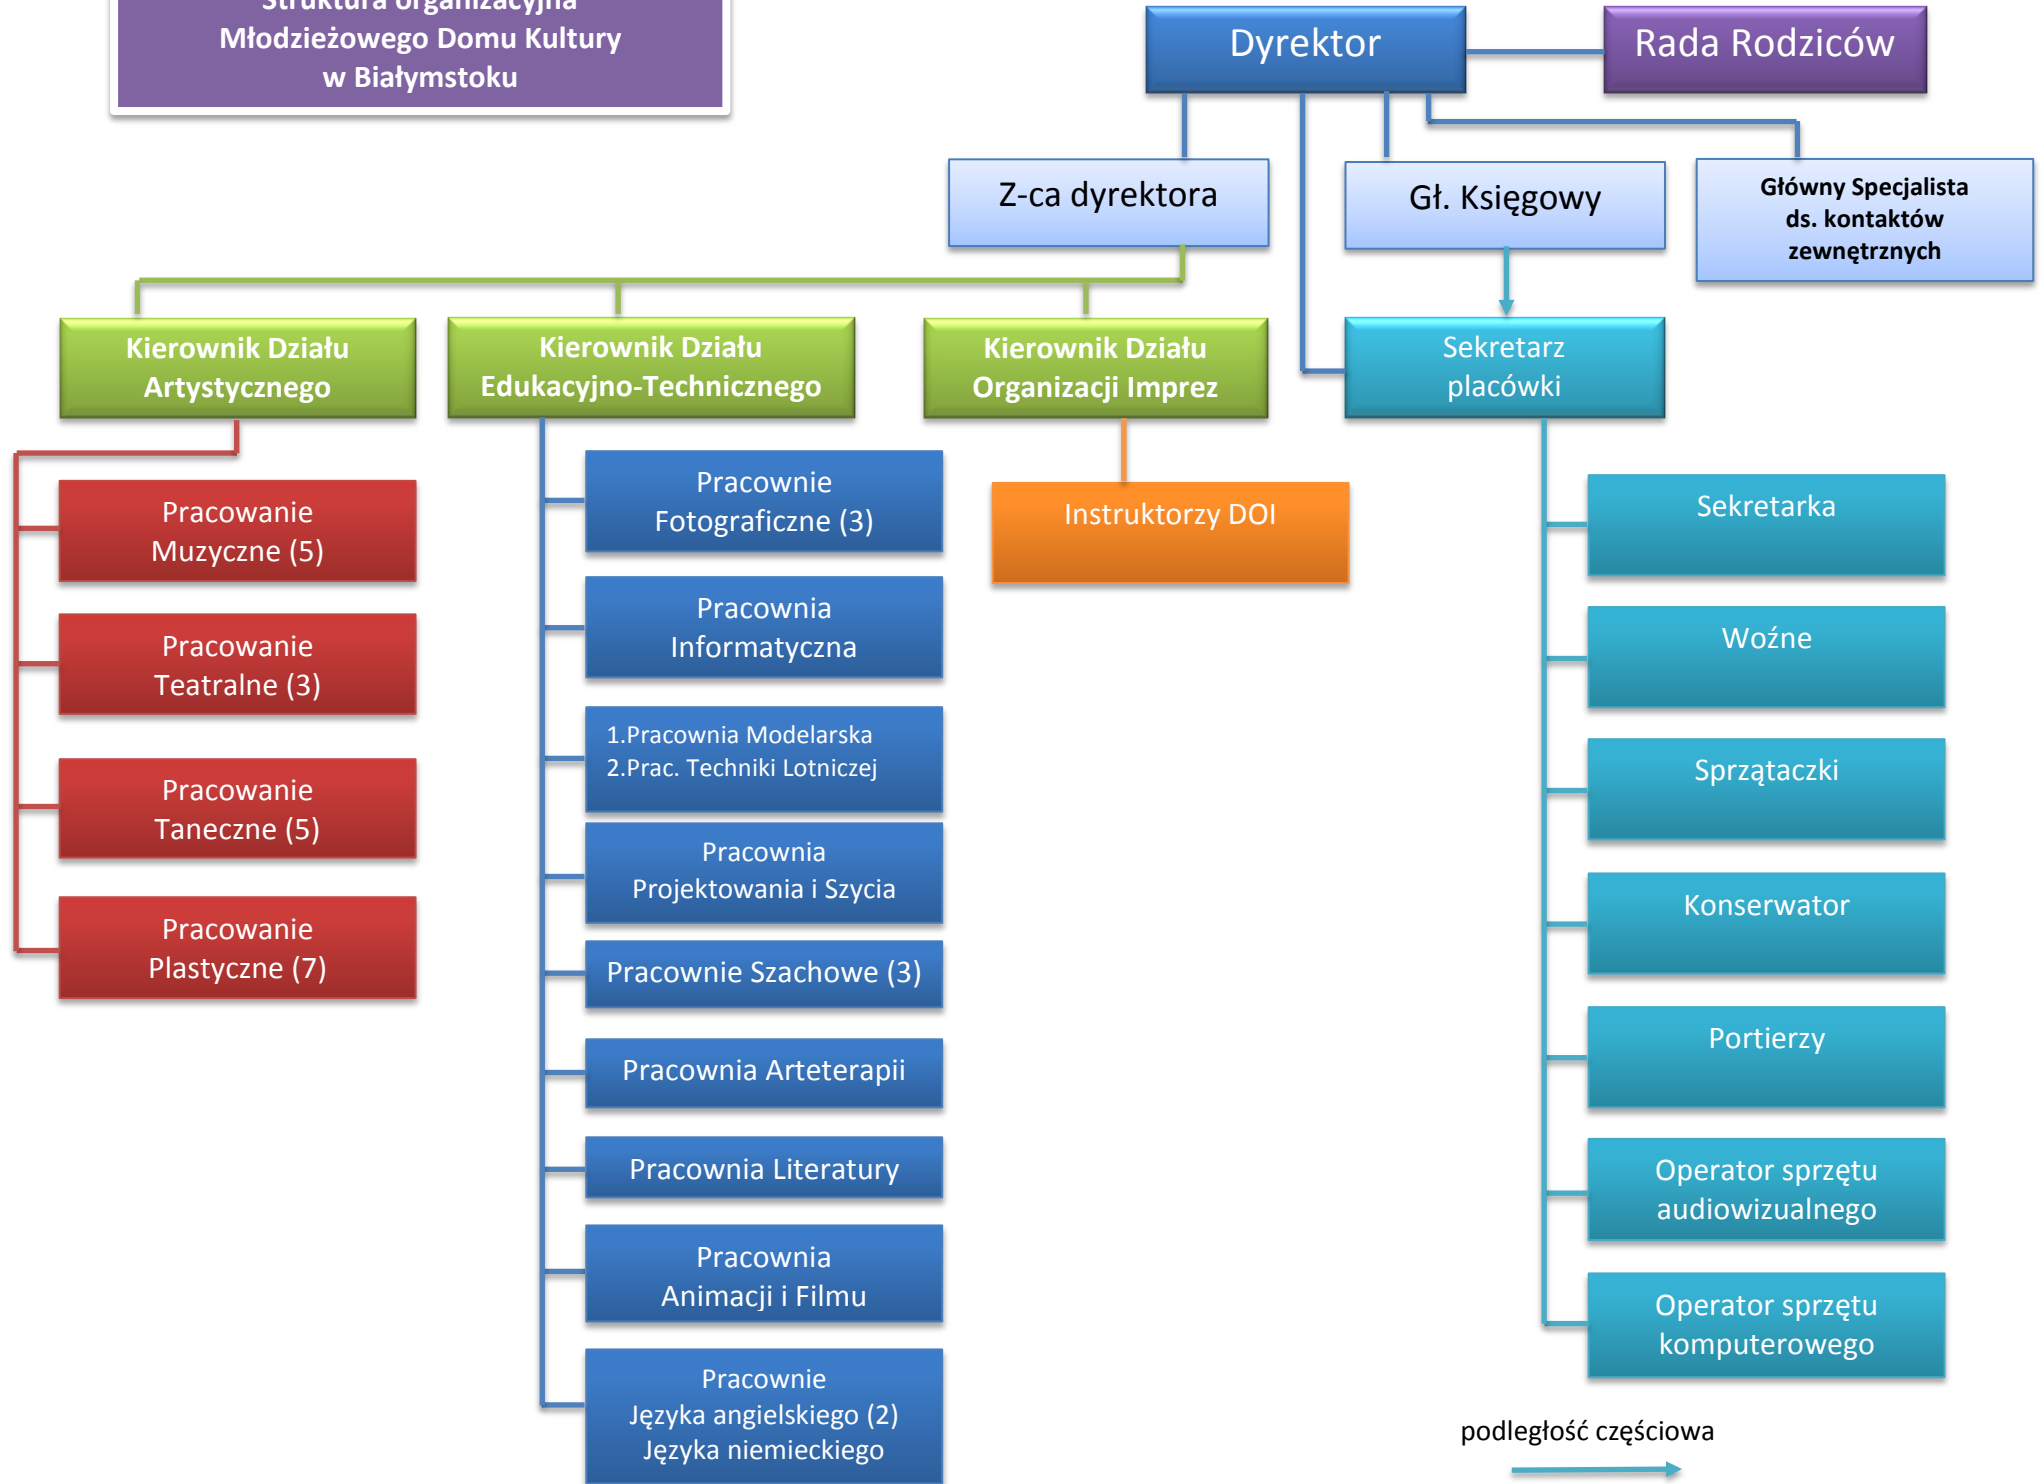 Struktura organizacyjna
Młodzieżowego Domu Kultury
w Białymstoku
Dyrektor
Rada Rodziców
Z-ca dyrektora
Gł. Księgowy
Główny Specjalista
ds. kontaktów
zewnętrznych
Kierownik Działu
Artystycznego
Kierownik Działu
Edukacyjno-Technicznego
Kierownik Działu
Organizacji Imprez
Sekretarz
placówki
Pracowanie
Muzyczne (5)
Pracowanie
Teatralne (3)
Pracowanie
Taneczne (5)
Pracowanie
Plastyczne (7)
Pracownie
Fotograficzne (3)
Pracownia
Informatyczna
1.Pracownia Modelarska
2.Prac. Techniki Lotniczej
Pracownia
Projektowania i Szycia
Pracownie Szachowe (3)
Pracownia Arteterapii
Pracownia Literatury
Pracownia
Animacji i Filmu
Pracownie
Języka angielskiego (2)
Języka niemieckiego
Instruktorzy DOI
Sekretarka
Woźne
Sprzątaczki
Konserwator
Portierzy
Operator sprzętu
audiowizualnego
Operator sprzętu
komputerowego
podległość częściowa